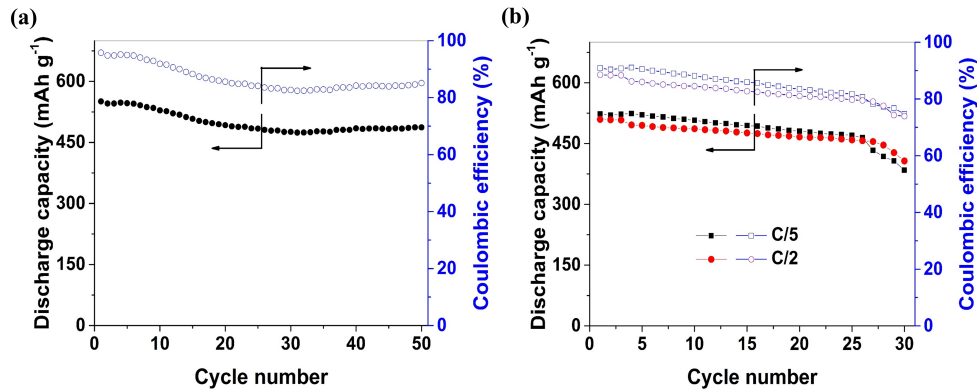 (a)
Discharge capacity (mAh g-1)
600
450
300
150
0
0 10 20 30 40 50
Cycle number
100
80
60
40
20
0
Coulombic efficiency (%)
(b)
Discharge capacity (mAh g-1)
600
450
300
150
0
C/5
C/2
0 5 10 15 20 25 30
Cycle number
100
80
60
40
20
0
Coulombic efficiency (%)